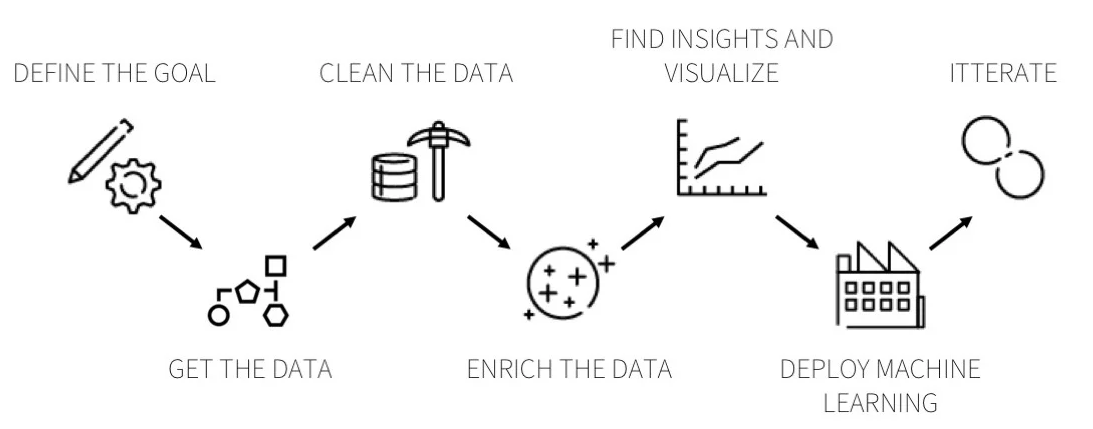 DEFINE THE GOAL
GET THE DATA
CLEAN THE DATA
ENRICH THE DATA
FIND INSIGHTS AND
VISUALIZE
DEPLOY MACHINE
LEARNING
ITTERATE